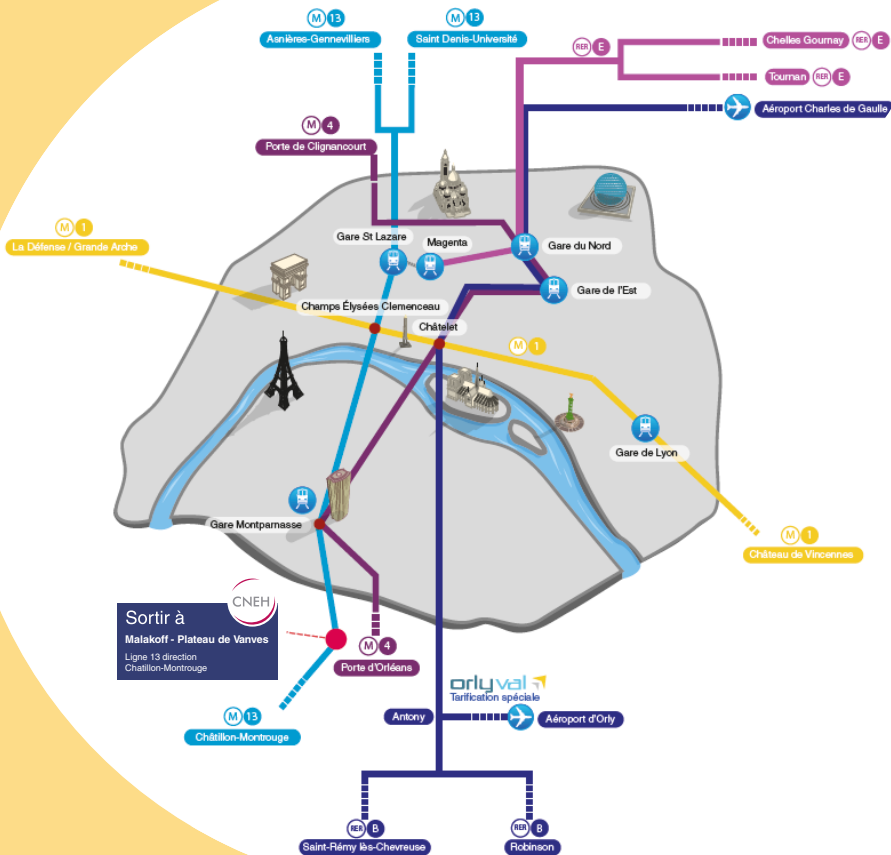 M 13
Asnières-Gennevilliers
M 13
Saint Denis-Université
RER E
Chelles Gournay RER E
Tournan RER E
Aéroport Charles de Gaulle
M 4
Porte de Clignancourt
M 1
La Défense / Grande Arche
Gare St Lazare
Magenta
Gare du Nord
Gare de l'Est
Champs Élysées Clemenceau
Châtelet
M 1
Gare de Lyon
Gare Montparnasse
M 1
Château de Vincennes
CNEH
Sortir à
Malakoff - Plateau de Vanves
Ligne 13 direction
Chatillon-Montrouge
M 4
Porte d'Orléans
orlyval
Tarification spéciale
M 13
Châtillon-Montrouge
Antony
Aéroport d'Orly
RER B
Saint-Rémy lès-Chevreuse
RER B
Robinson